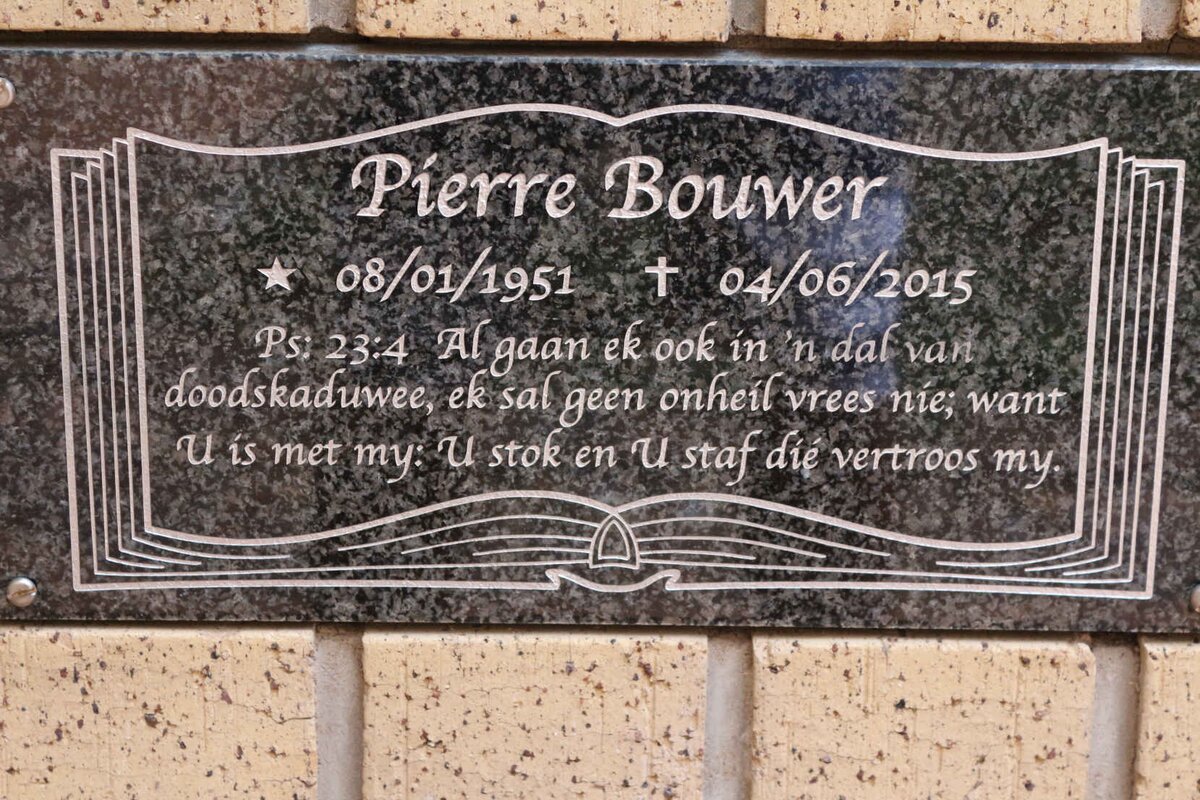 Pierre Bouwer
★ 08/01/1951 ✝ 04/06/2015
Ps: 23:4 Al gaan ek ook in 'n dal van
doodskaduwee, ek sal geen onheil vrees nie; want
U is met my: U stok en U staf dié vertroos my.